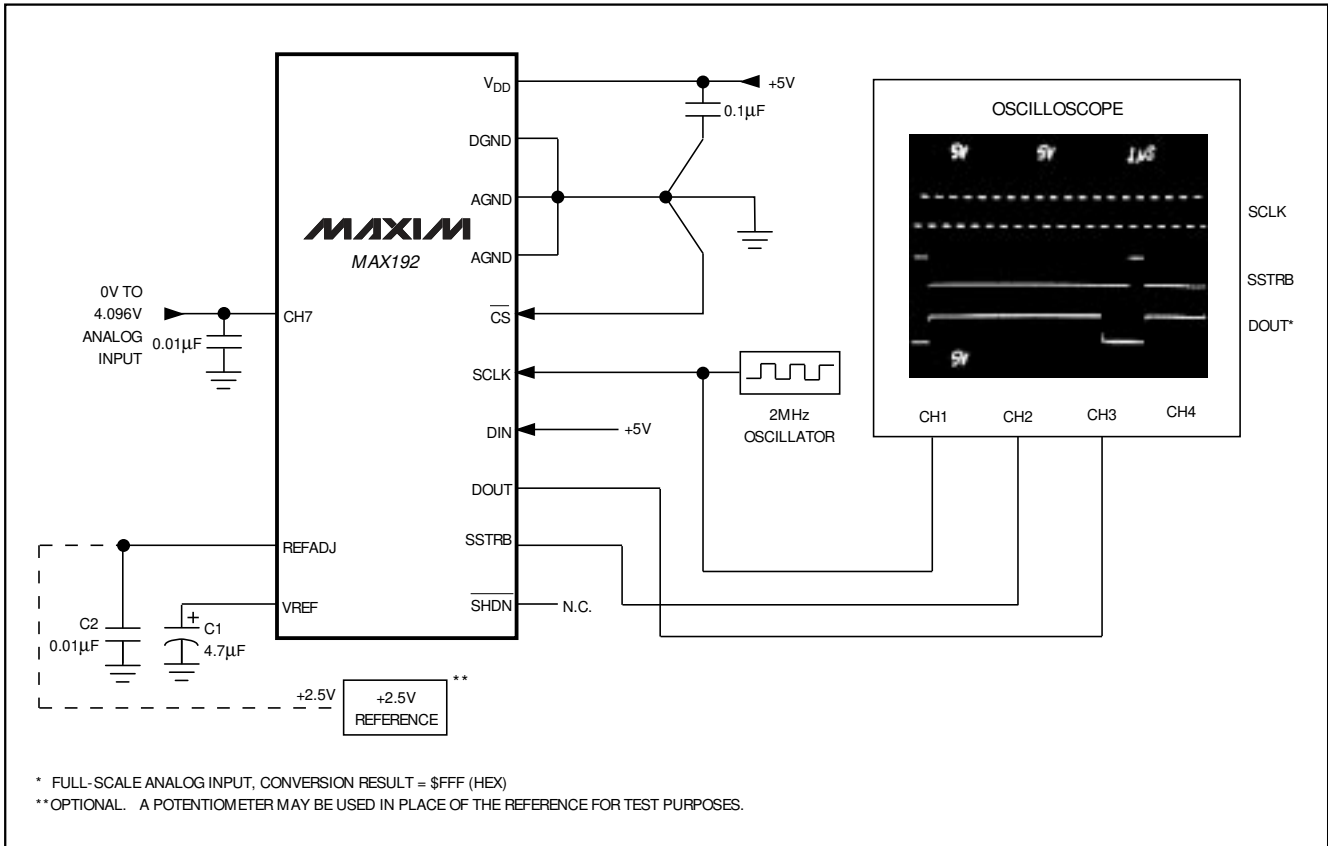 VDD
+5V
0.1µF
DGND
AGND
AGND
MAXIM
MAX192
0V TO
4.096V
ANALOG
INPUT
0.01µF
CH7
CS
SCLK
2MHz
OSCILLATOR
DIN
+5V
DOUT
SSTRB
SHDN
N.C.
REFADJ
VREF
C2
0.01µF
+
C1
4.7µF
+2.5V
+2.5V
REFERENCE
**
OSCILLOSCOPE
5V
SCLK
SSTRB
DOUT*
CH1
CH2
CH3
CH4
* FULL-SCALE ANALOG INPUT, CONVERSION RESULT = $FFF (HEX)
**OPTIONAL. A POTENTIOMETER MAY BE USED IN PLACE OF THE REFERENCE FOR TEST PURPOSES.